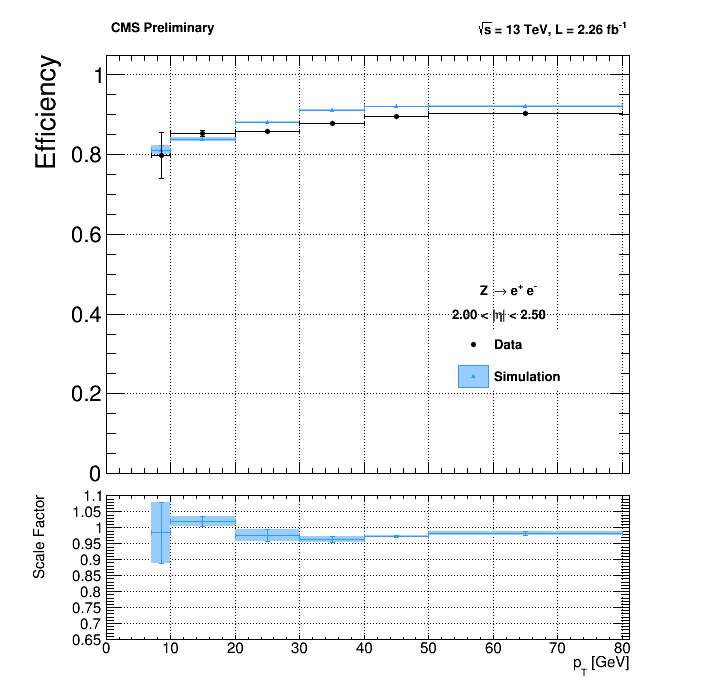 CMS Preliminary
√s = 13 TeV, L = 2.26 fb⁻¹
Efficiency
1
0.8
0.6
0.4
0.2
0
Z → e⁺ e⁻
2.00 < |η| < 2.50
Data
Simulation
Scale Factor
1.1
1.05
1
0.95
0.9
0.85
0.8
0.75
0.7
0.65
0 10 20 30 40 50 60 70 80
p_T [GeV]